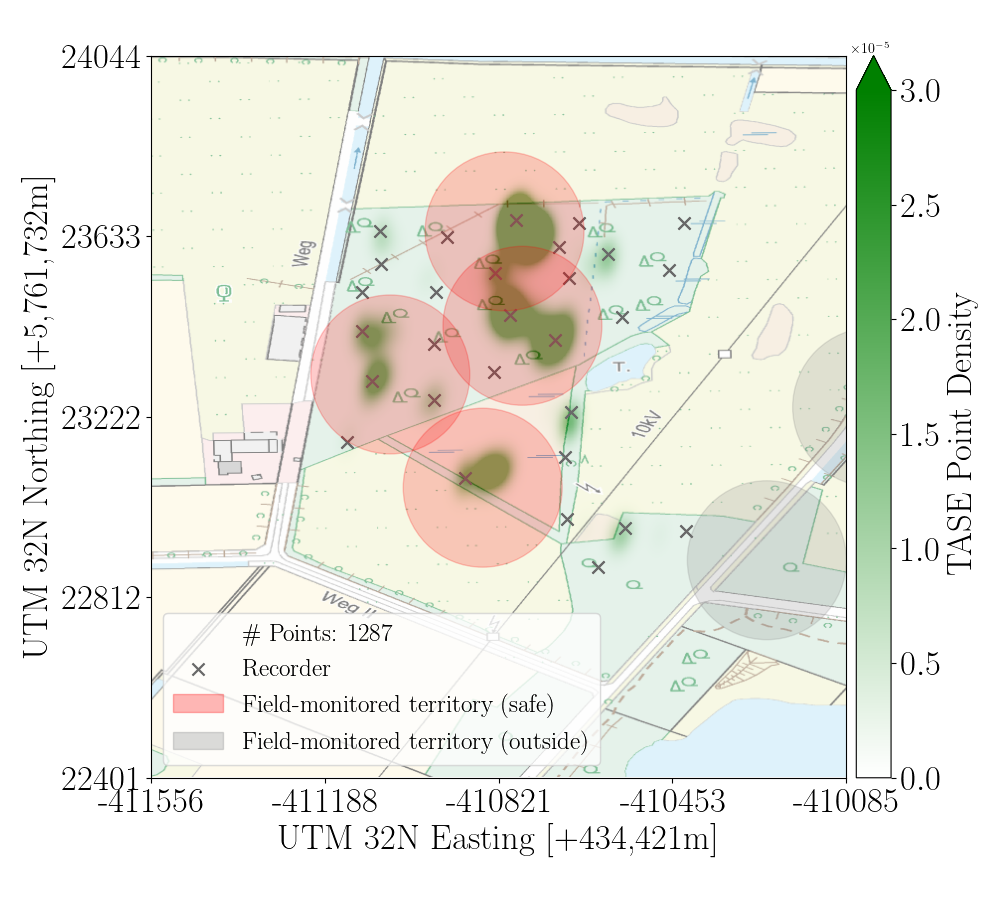 ×10⁻⁵
24044
23633
23222
22812
22401
UTM 32N Northing [+5,761,732m]
Weg
10kV
T.
Weg
# Points: 1287
Recorder
Field-monitored territory (safe)
Field-monitored territory (outside)
-411556
-411188
-410821
-410453
-410085
UTM 32N Easting [+434,421m]
3.0
2.5
2.0
1.5
1.0
0.5
0.0
TASE Point Density